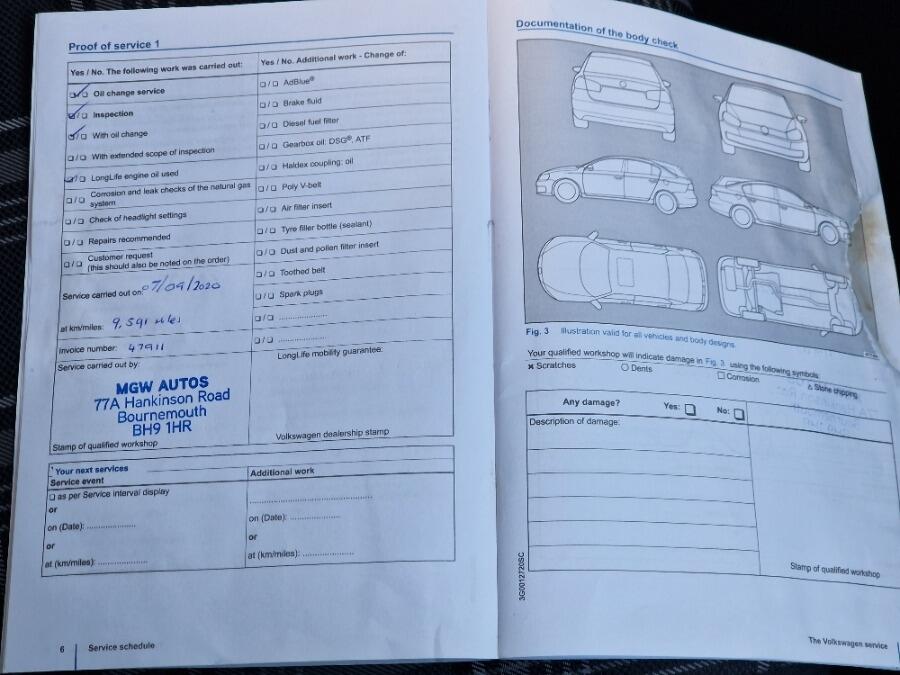 Proof of service 1
Yes / No. The following work was carried out:
❑ / ❑ Oil change service
❑ / ❑ Inspection
❑ / ❑ With oil change
❑ / ❑ With extended scope of inspection
❑ / ❑ LongLife engine oil used
❑ / ❑ Corrosion and leak checks of the natural gas
system
❑ / ❑ Check of headlight settings
❑ / ❑ Repairs recommended
❑ / ❑ Customer request
(this should also be noted on the order)
Service carried out on: 07/09/2020
at km/miles: 9,591 miles
Invoice number: 47911
Service carried out by:
MGW AUTOS
77A Hankinson Road
Bournemouth
BH9 1HR
Stamp of qualified workshop
Yes / No. Additional work - Change of:
❑ / ❑ AdBlue®
❑ / ❑ Brake fluid
❑ / ❑ Diesel fuel filter
❑ / ❑ Gearbox oil: DSG®, ATF
❑ / ❑ Haldex coupling: oil
❑ / ❑ Poly V-belt
❑ / ❑ Air filter insert
❑ / ❑ Tyre filler bottle (sealant)
❑ / ❑ Dust and pollen filter insert
❑ / ❑ Toothed belt
❑ / ❑ Spark plugs
❑ / ❑ ......................
❑ / ❑ ......................
LongLife mobility guarantee:
Volkswagen dealership stamp
Your next services
Service event
❑ as per Service interval display
or
on (Date): ......................
or
at (km/miles): ......................
Additional work
......................
on (Date): ......................
or
at (km/miles): ......................
6 Service schedule
Documentation of the body check
Fig. 3 Illustration valid for all vehicles and body designs.
Your qualified workshop will indicate damage in Fig. 3 using the following symbols:
× Scratches ○ Dents □ Corrosion ▵ Stone chipping
Any damage? Yes: ❑ No: ❑
Description of damage:
Stamp of qualified workshop
3G0012720SC
The Volkswagen service